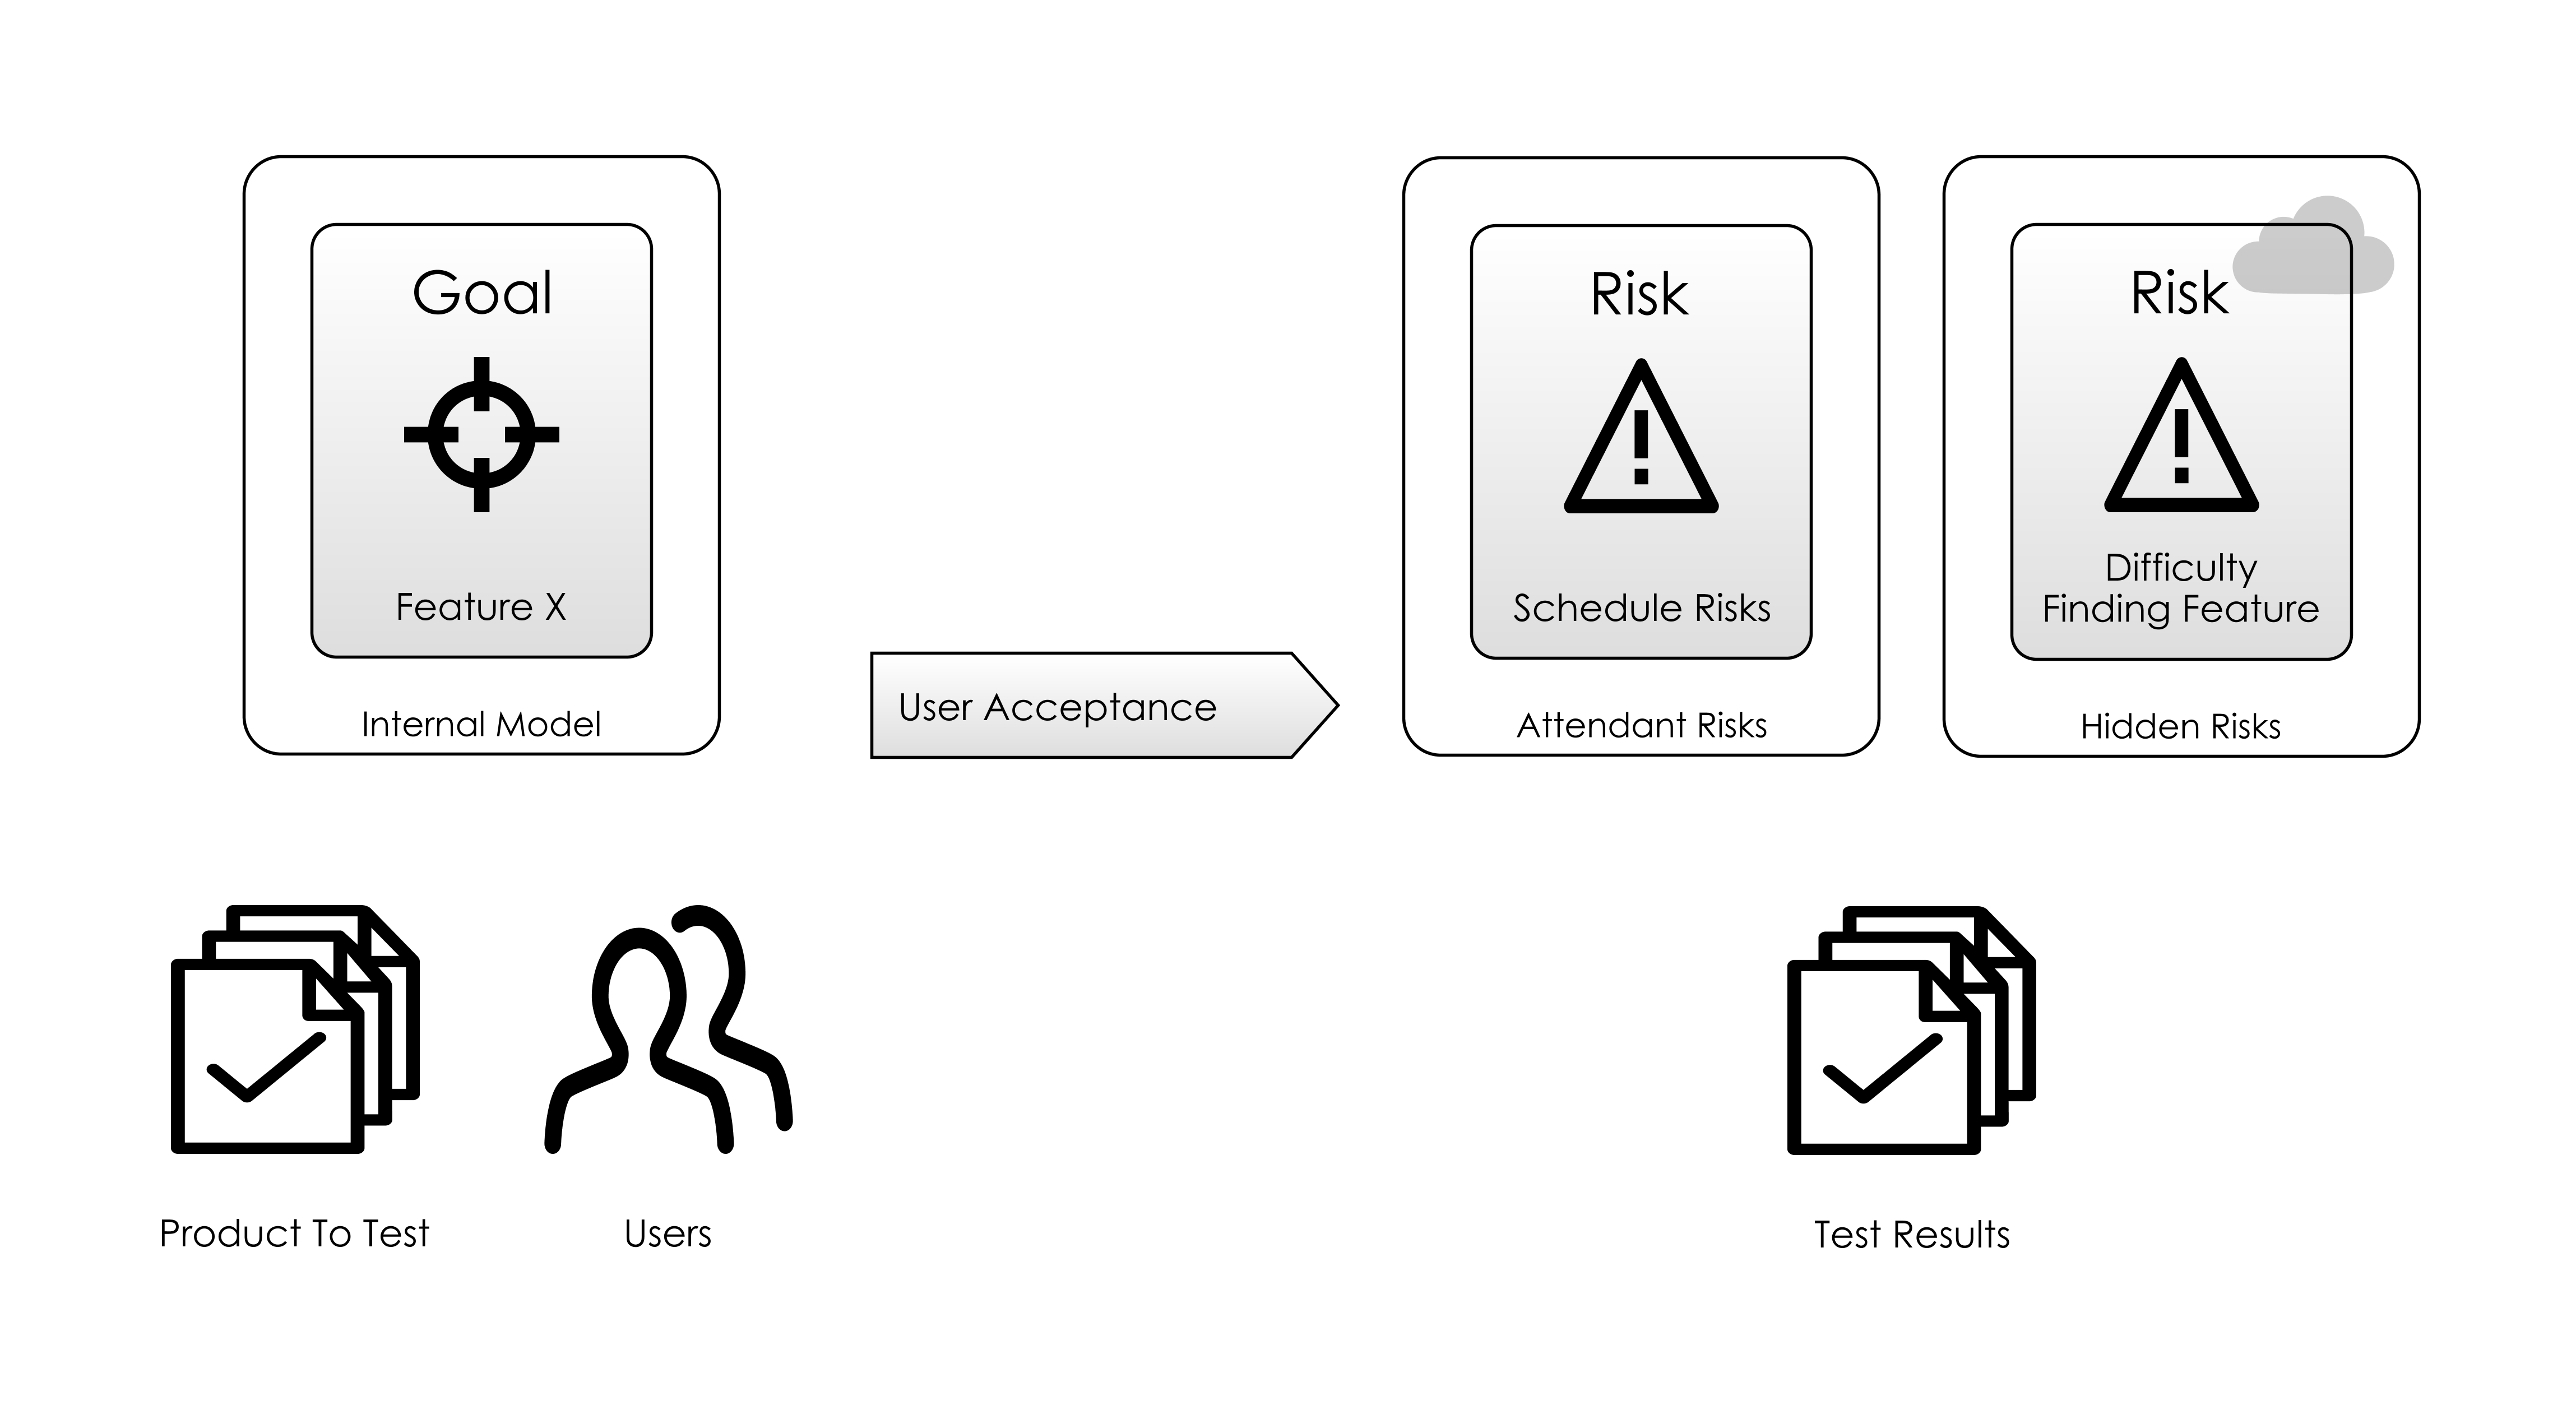 Goal
Feature X
Internal Model
User Acceptance
Risk
Schedule Risks
Attendant Risks
Risk
Difficulty
Finding Feature
Hidden Risks
Product To Test
Users
Test Results